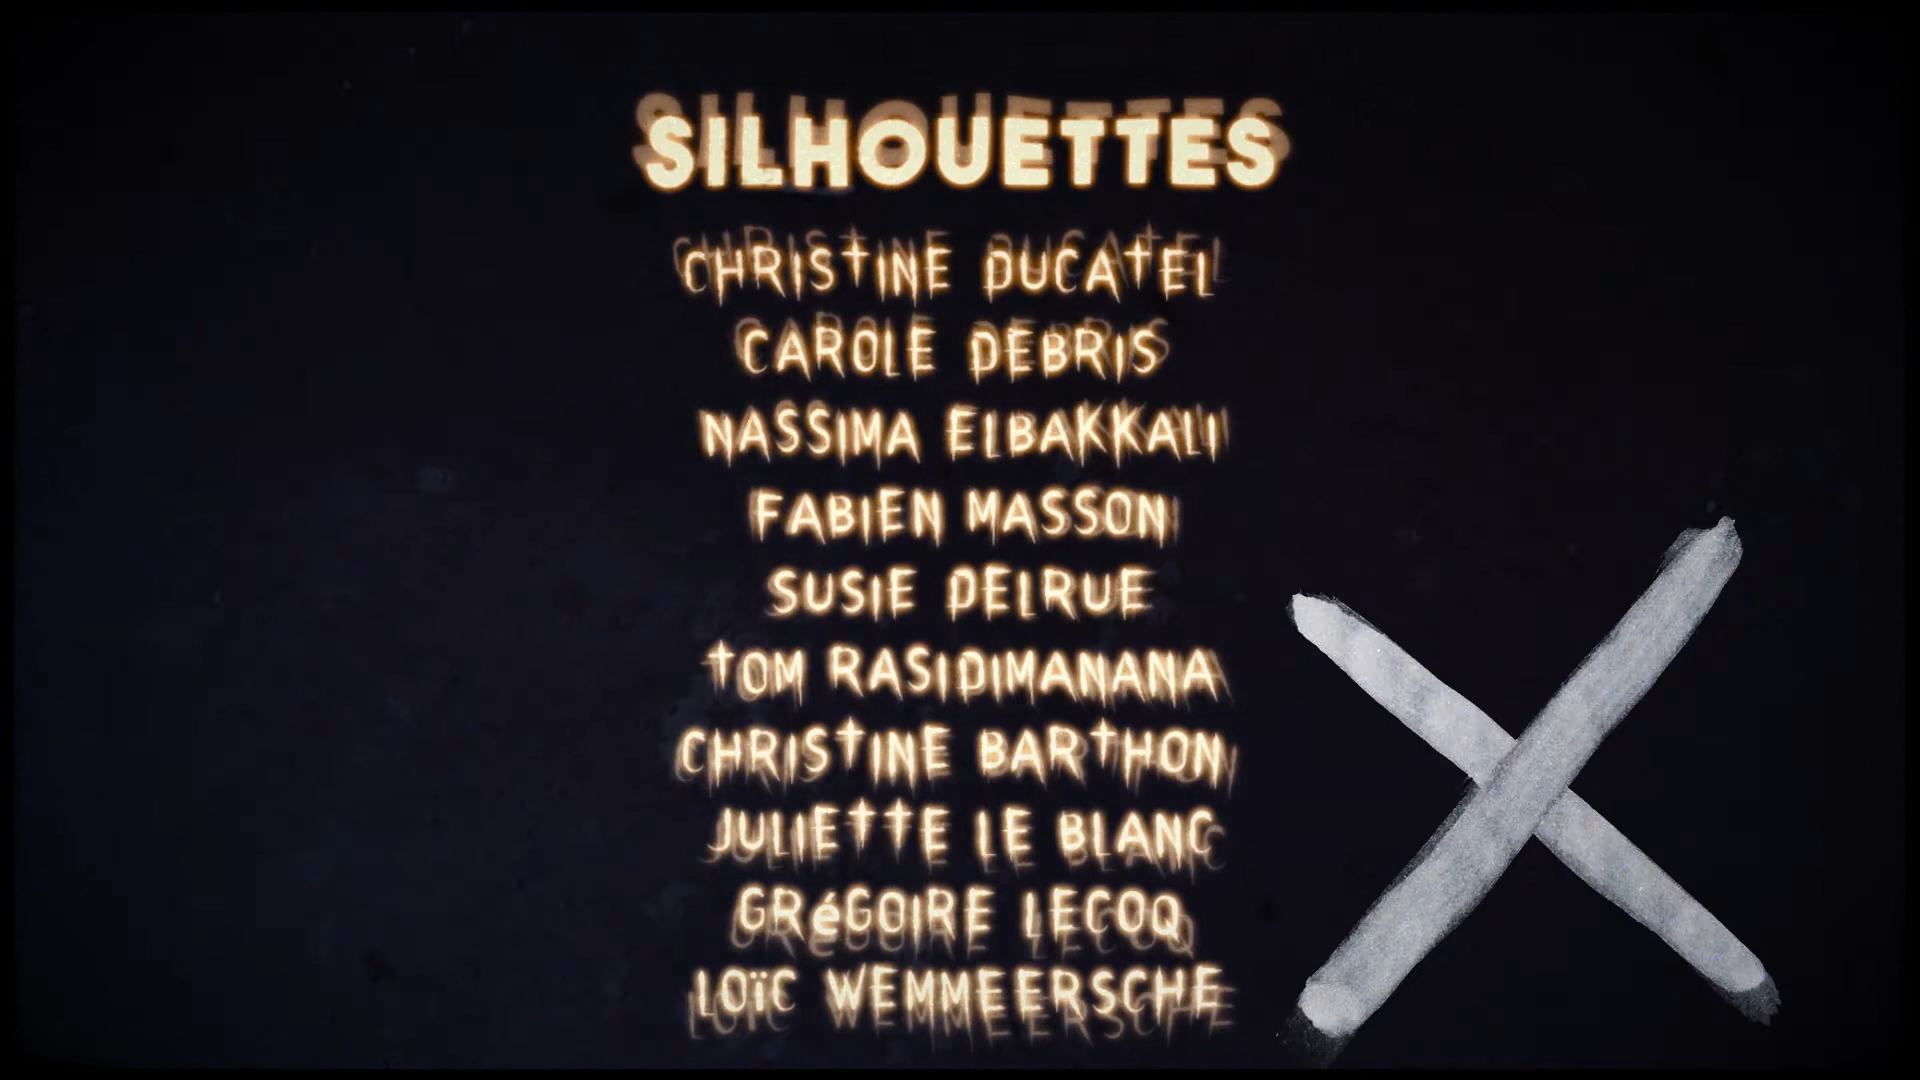 SILHOUETTES
CHRISTINE DUCATEL
CAROLE DEBRIS
NASSIMA ELBAKKALI
FABIEN MASSON
SUSIE DELRUE
TOM RASIDIMANANA
CHRISTINE BARTHON
JULIETTE LE BLANC
GRéGOIRE LECOQ
LOïC WEMMEERSCHE